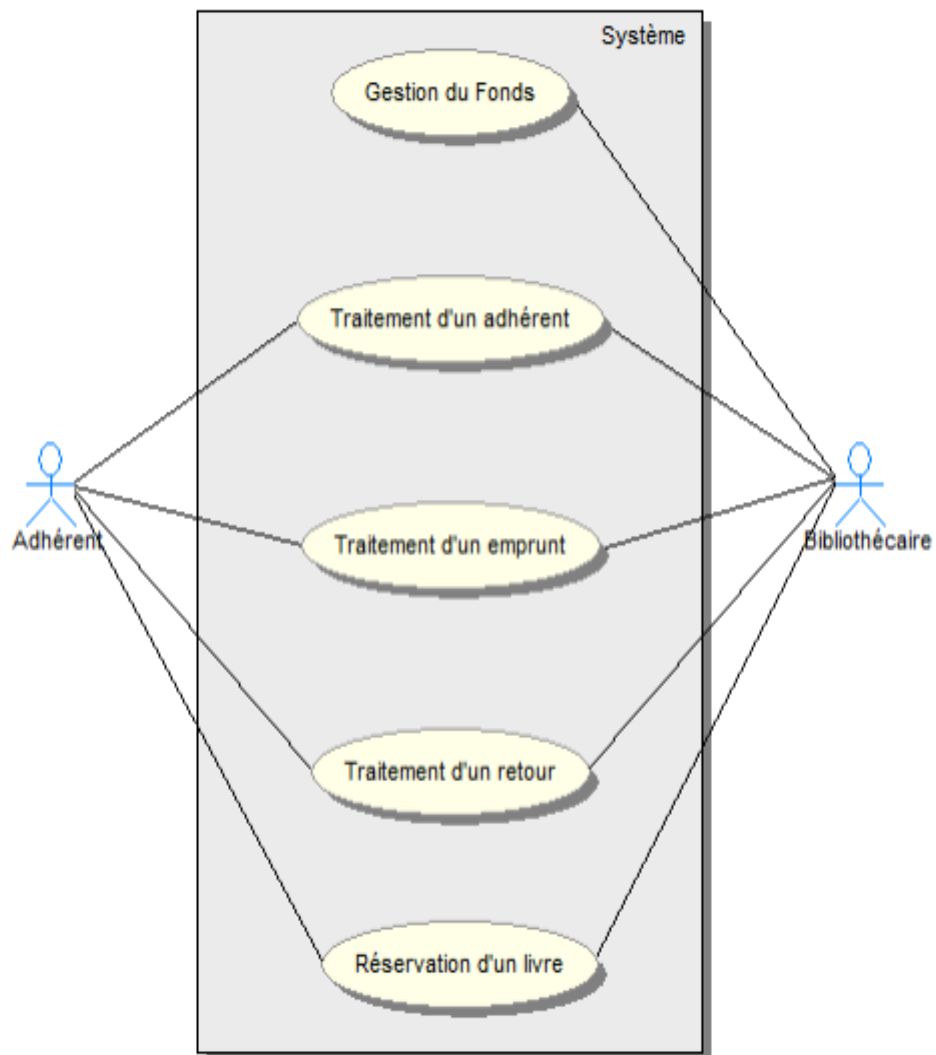 Système
Gestion du Fonds
Traitement d'un adhérent
Adhérent
Traitement d'un emprunt
Bibliothécaire
Traitement d'un retour
Réservation d'un livre